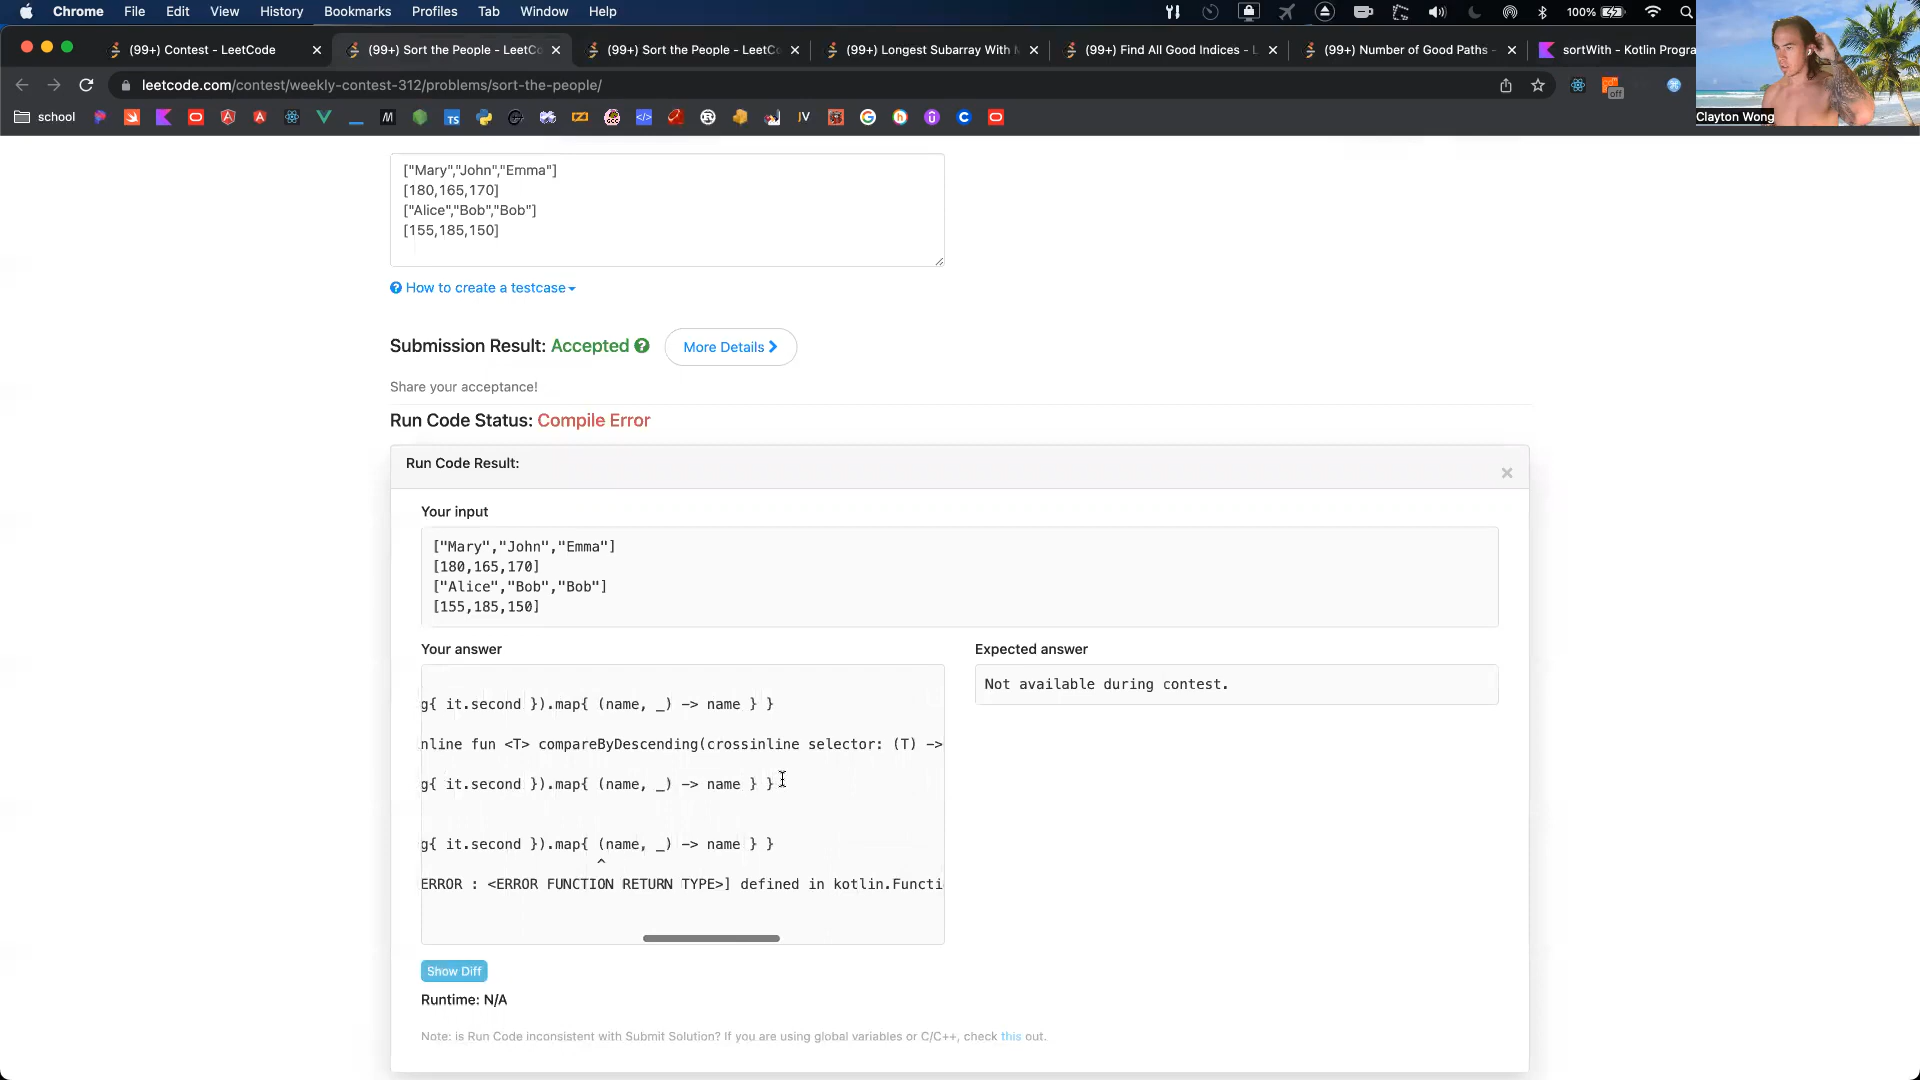 Chrome File Edit View History Bookmarks Profiles Tab Window Help
100%
(99+) Contest - LeetCode
(99+) Sort the People - LeetCo
(99+) Sort the People - LeetCo
(99+) Longest Subarray With
(99+) Find All Good Indices - L
(99+) Number of Good Paths -
sortWith - Kotlin Progra
leetcode.com/contest/weekly-contest-312/problems/sort-the-people/
off
school
TS
JV
Clayton Wong
["Mary","John","Emma"]
[180,165,170]
["Alice","Bob","Bob"]
[155,185,150]
How to create a testcase
Submission Result: Accepted
More Details
Share your acceptance!
Run Code Status: Compile Error
Run Code Result:
Your input
["Mary","John","Emma"]
[180,165,170]
["Alice","Bob","Bob"]
[155,185,150]
Your answer
g{ it.second }).map{ (name, _) -> name } }
nline fun <T> compareByDescending(crossinline selector: (T) ->
g{ it.second }).map{ (name, _) -> name } }
g{ it.second }).map{ (name, _) -> name } }
^
ERROR : <ERROR FUNCTION RETURN TYPE>] defined in kotlin.Functi
Expected answer
Not available during contest.
Show Diff
Runtime: N/A
Note: is Run Code inconsistent with Submit Solution? If you are using global variables or C/C++, check this out.